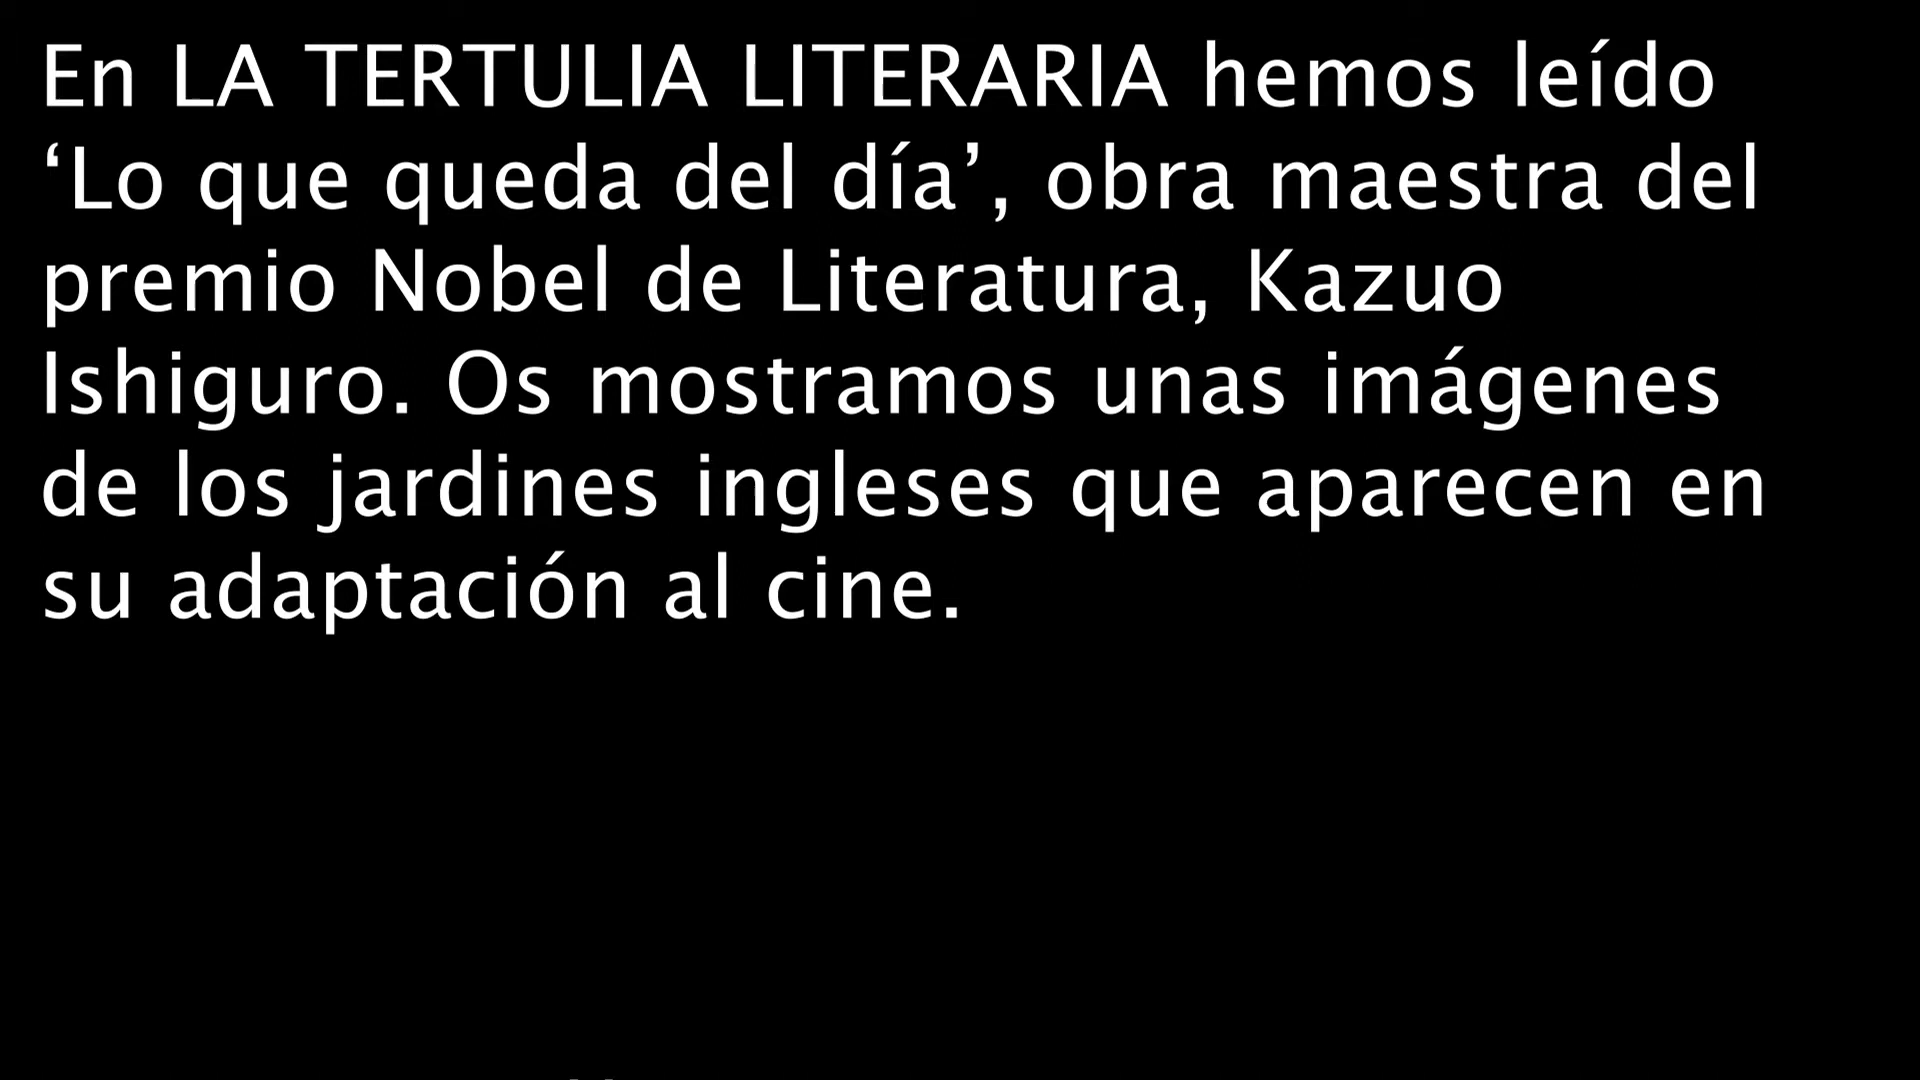 En LA TERTULIA LITERARIA hemos leído
‘Lo que queda del día’, obra maestra del
premio Nobel de Literatura, Kazuo
Ishiguro. Os mostramos unas imágenes
de los jardines ingleses que aparecen en
su adaptación al cine.